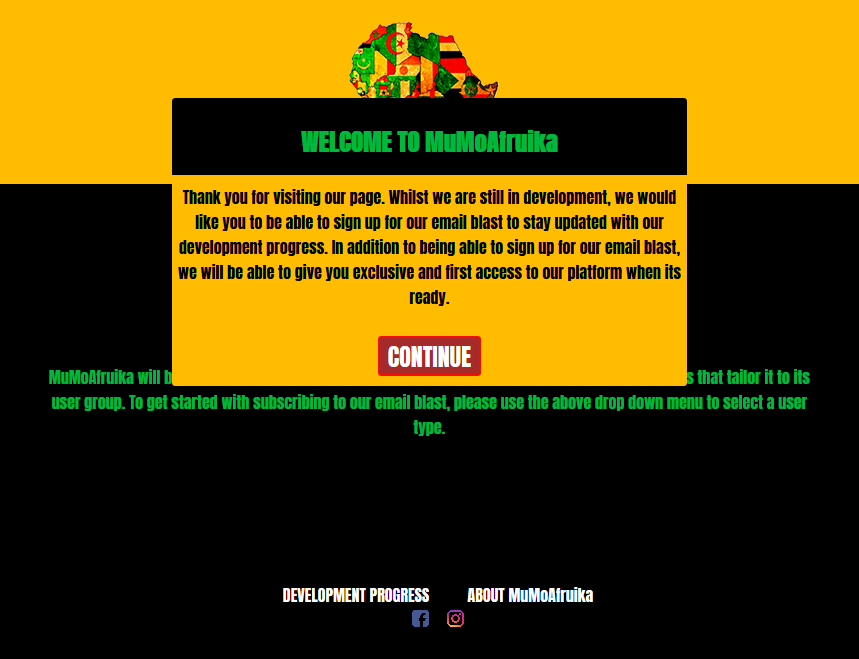 WELCOME TO MuMoAfruika
Thank you for visiting our page. Whilst we are still in development, we would
like you to be able to sign up for our email blast to stay updated with our
development progress. In addition to being able to sign up for our email blast,
we will be able to give you exclusive and first access to our platform when its
ready.
CONTINUE
MuMoAfruika will s that tailor it to its
user group. To get started with subscribing to our email blast, please use the above drop down menu to select a user
type.
DEVELOPMENT PROGRESS ABOUT MuMoAfruika